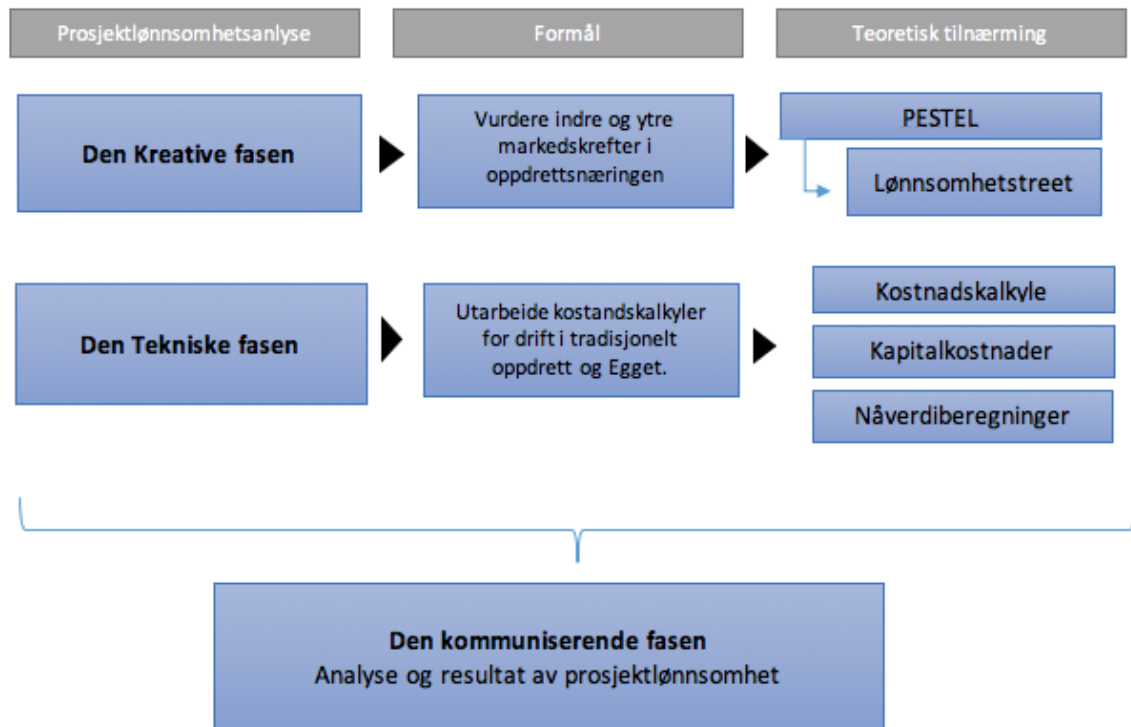 Prosjektlønnsomhetsanlyse
Formål
Teoretisk tilnærming
Den Kreative fasen
Vurdere indre og ytre
markedskrefter i
oppdrettsnæringen
PESTEL
Lønnsomhetstreet
Den Tekniske fasen
Utarbeide kostandskalkyler
for drift i tradisjonelt
oppdrett og Egget.
Kostnadskalkyle
Kapitalkostnader
Nåverdiberegninger
Den kommuniserende fasen
Analyse og resultat av prosjektlønnsomhet